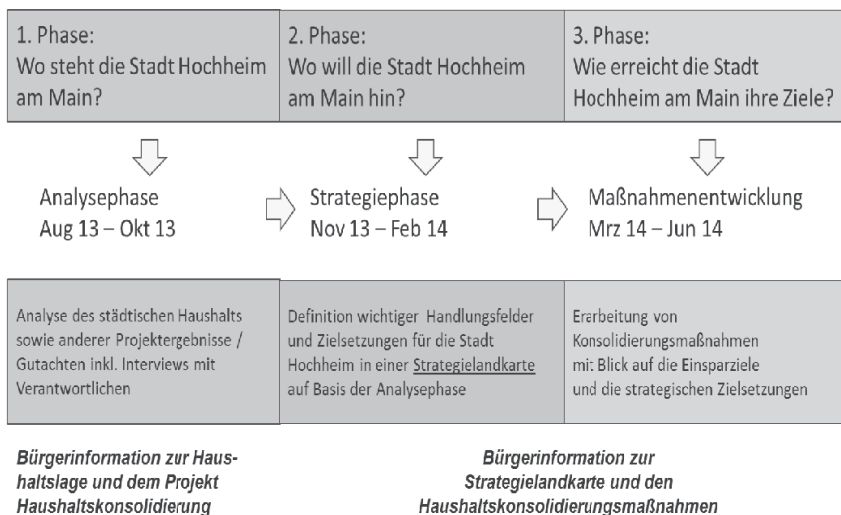 1. Phase:
Wo steht die Stadt Hochheim
am Main?
2. Phase:
Wo will die Stadt Hochheim
am Main hin?
3. Phase:
Wie erreicht die Stadt
Hochheim am Main ihre Ziele?
Analysephase
Aug 13 – Okt 13
Strategiephase
Nov 13 – Feb 14
Maßnahmenentwicklung
Mrz 14 – Jun 14
Analyse des städtischen Haushalts
sowie anderer Projektergebnisse /
Gutachten inkl. Interviews mit
Verantwortlichen
Definition wichtiger Handlungsfelder
und Zielsetzungen für die Stadt
Hochheim in einer Strategielandkarte
auf Basis der Analysephase
Erarbeitung von
Konsolidierungsmaßnahmen
mit Blick auf die Einsparziele
und die strategischen Zielsetzungen
Bürgerinformation zur Haus-
haltslage und dem Projekt
Haushaltskonsolidierung
Bürgerinformation zur
Strategielandkarte und den
Haushaltskonsolidierungsmaßnahmen